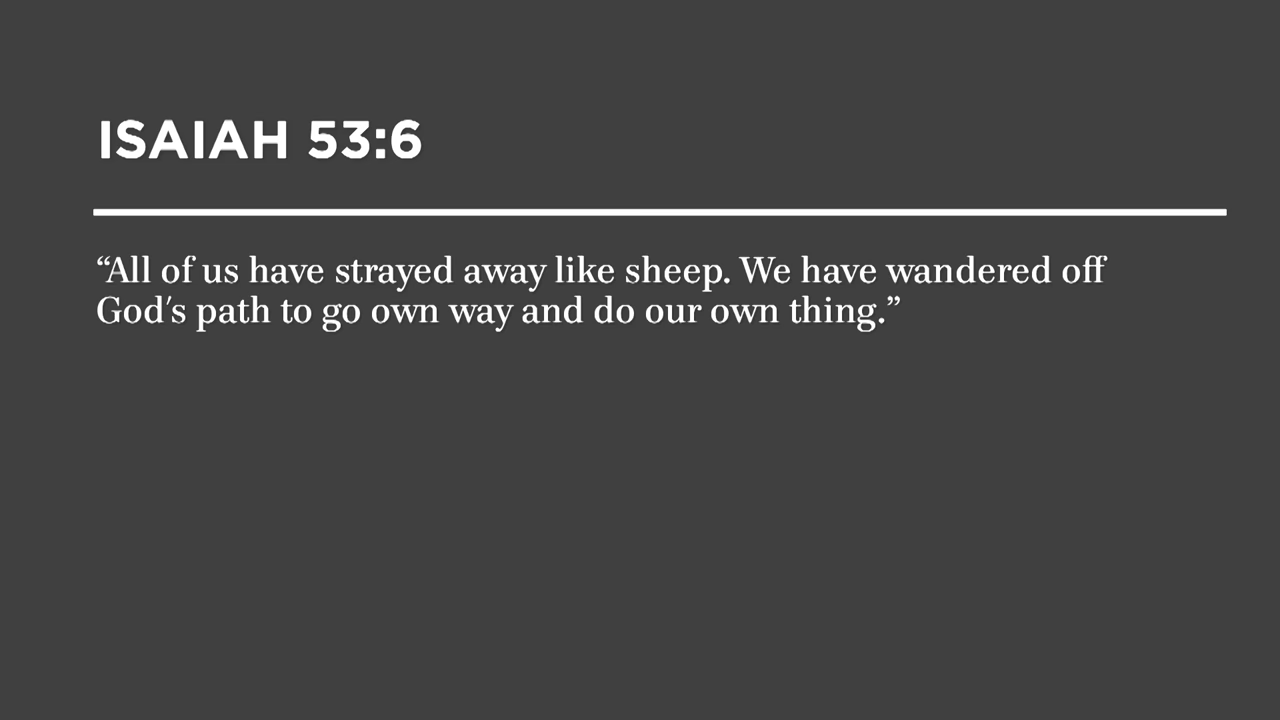 ISAIAH 53:6
“All of us have strayed away like sheep. We have wandered off
God's path to go own way and do our own thing.”